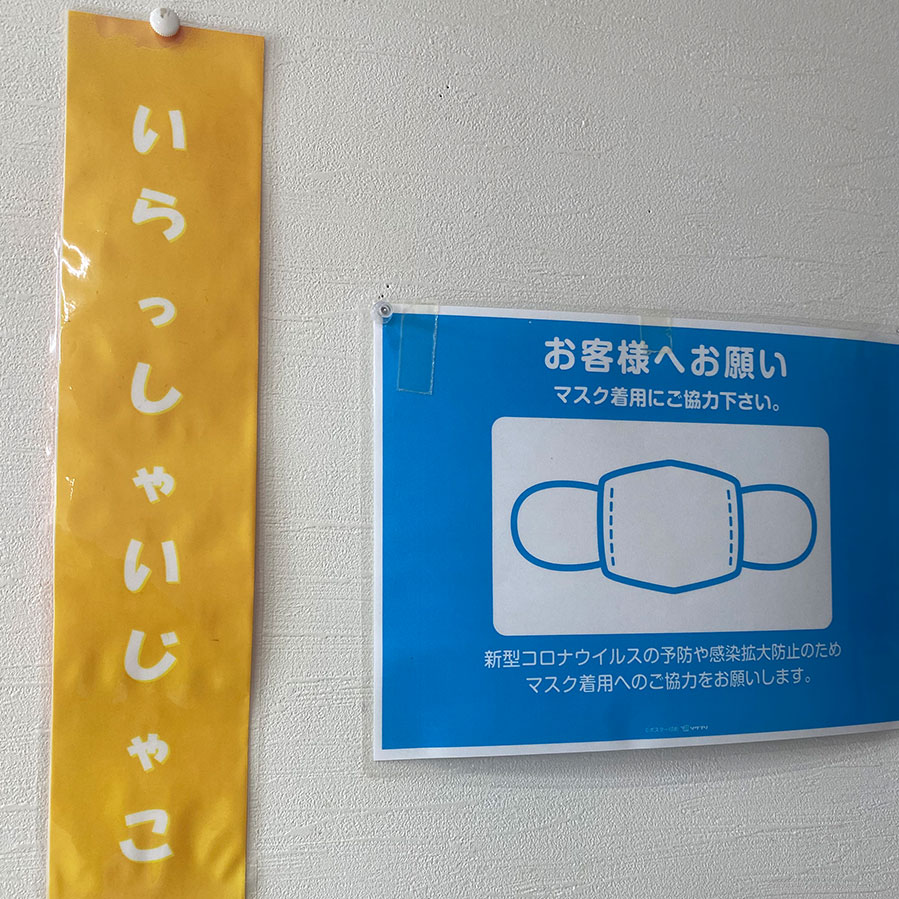 いらっしゃいじゃこ
お客様へお願い
マスク着用にご協力下さい。
新型コロナウイルスの予防や感染拡大防止のため
マスク着用へのご協力をお願いします。